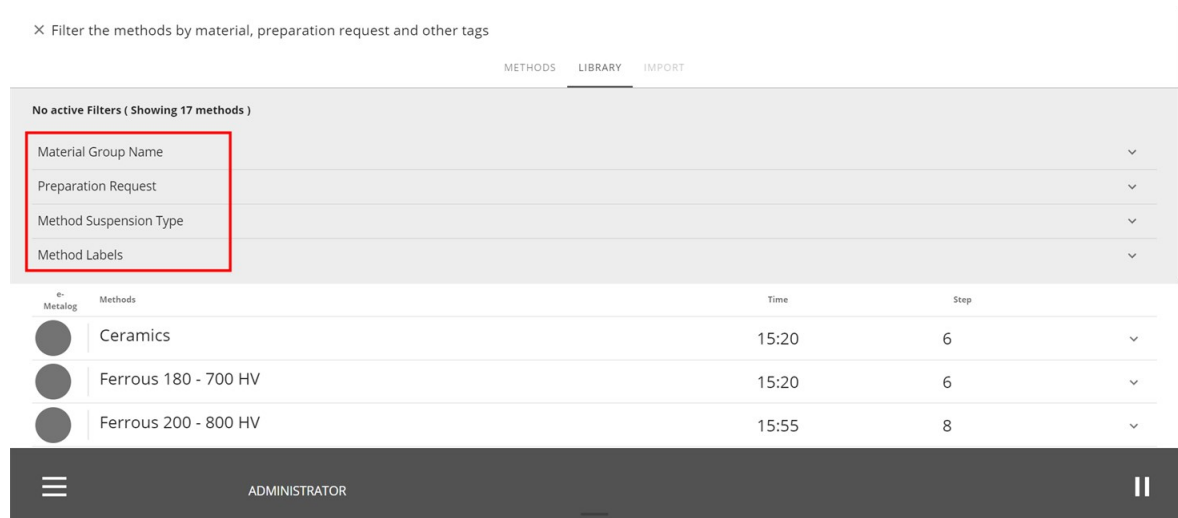 × Filter the methods by material, preparation request and other tags
METHODS LIBRARY IMPORT
No active Filters ( Showing 17 methods )
Material Group Name
Preparation Request
Method Suspension Type
Method Labels
e-
Metalog Methods Time Step
Ceramics 15:20 6
Ferrous 180 - 700 HV 15:20 6
Ferrous 200 - 800 HV 15:55 8
ADMINISTRATOR